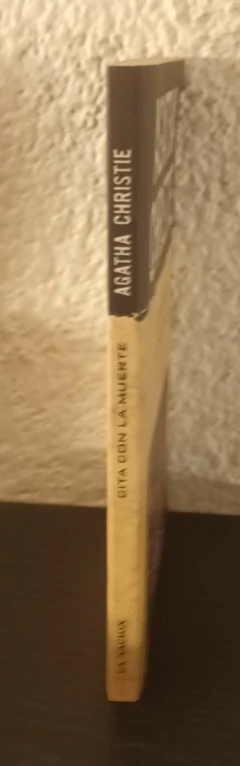 AGATHA CHRISTIE
CITA CON LA MUERTE
LA NACION